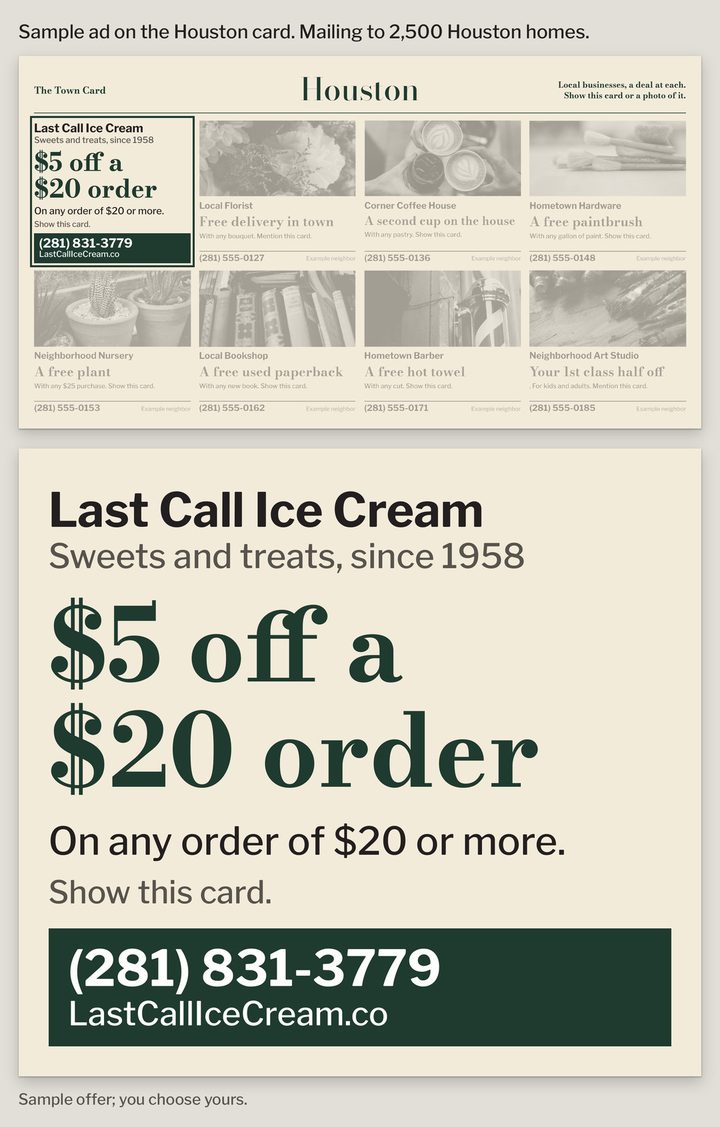 Sample ad on the Houston card. Mailing to 2,500 Houston homes.
The Town Card
Houston
Local businesses, a deal at each.
Show this card or a photo of it.
Last Call Ice Cream
Sweets and treats, since 1958
$5 off a
$20 order
On any order of $20 or more.
Show this card.
(281) 831-3779
LastCallIceCream.co
Local Florist
Free delivery in town
With any bouquet. Mention this card.
(281) 555-0127
Example neighbor
Corner Coffee House
A second cup on the house
With any pastry. Show this card.
(281) 555-0136
Example neighbor
Hometown Hardware
A free paintbrush
With any gallon of paint. Show this card.
(281) 555-0148
Example neighbor
Neighborhood Nursery
A free plant
With any $25 purchase. Show this card.
(281) 555-0153
Example neighbor
Local Bookshop
A free used paperback
With any new book. Show this card.
(281) 555-0162
Example neighbor
Hometown Barber
A free hot towel
With any cut. Show this card.
(281) 555-0171
Example neighbor
Neighborhood Art Studio
Your 1st class half off
For kids and adults. Mention this card.
(281) 555-0185
Example neighbor
Last Call Ice Cream
Sweets and treats, since 1958
$5 off a
$20 order
On any order of $20 or more.
Show this card.
(281) 831-3779
LastCallIceCream.co
Sample offer; you choose yours.